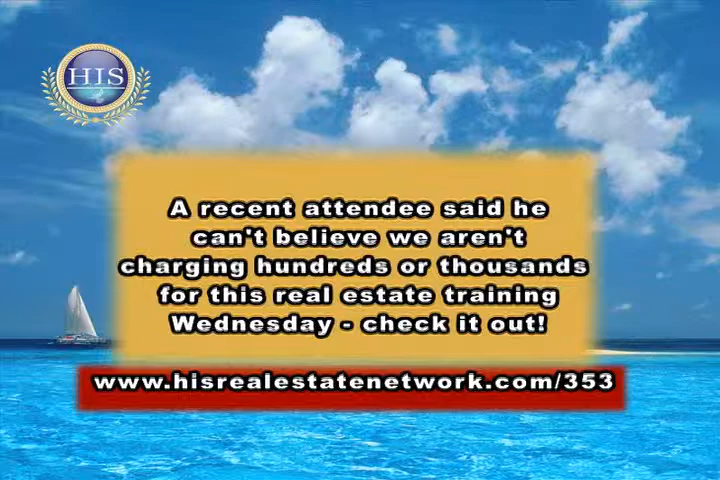 HIS
A recent attendee said he
can't believe we aren't
charging hundreds or thousands
for this real estate training
Wednesday - check it out!
www.hisrealestatenetwork.com/353